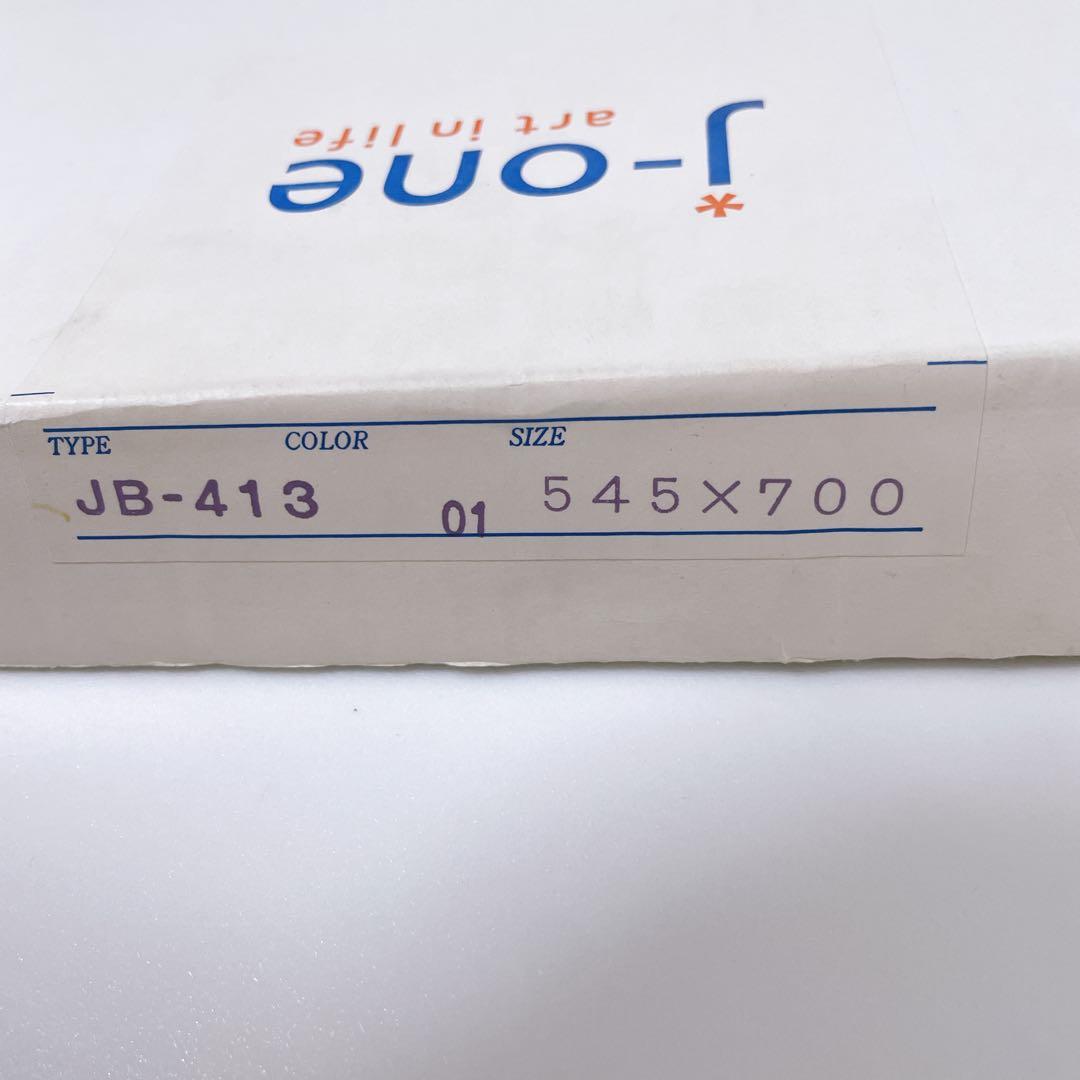 j-one
art in life
TYPE COLOR SIZE
JB-413 01 545×700